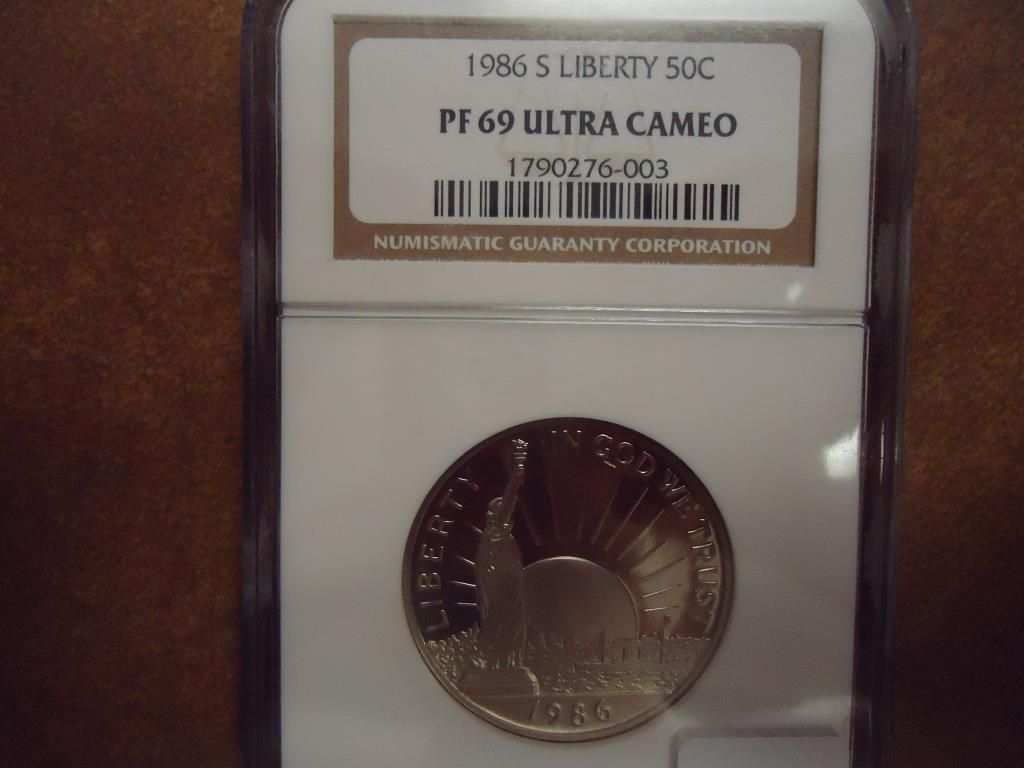 1986 S LIBERTY 50C
PF 69 ULTRA CAMEO
1790276-003
NUMISMATIC GUARANTY CORPORATION
LIBERTY
IN GOD WE TRUST
1986